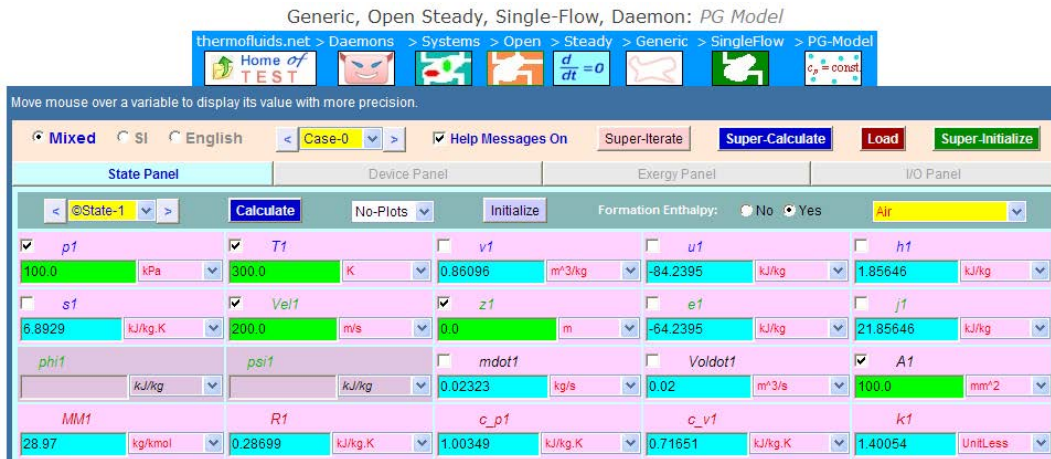 Generic, Open Steady, Single-Flow, Daemon: PG Model
thermofluids.net > Daemons > Systems > Open > Steady > Generic > SingleFlow > PG-Model
Home of TEST d/dt = 0 c_p = const.
Move mouse over a variable to display its value with more precision.
Mixed SI English < Case-0 > Help Messages On Super-Iterate Super-Calculate Load Super-Initialize
State Panel Device Panel Exergy Panel I/O Panel
< ©State-1 > Calculate No-Plots Initialize Formation Enthalpy: No Yes Air
p1 T1 v1 u1 h1
100.0 kPa 300.0 K 0.86096 m^3/kg -84.2395 kJ/kg 1.85646 kJ/kg
s1 Vel1 z1 e1 j1
6.8929 kJ/kg.K 200.0 m/s 0.0 m -64.2395 kJ/kg 21.85646 kJ/kg
phi1 psi1 mdot1 Voldot1 A1
kJ/kg kJ/kg 0.02323 kg/s 0.02 m^3/s 100.0 mm^2
MM1 R1 c_p1 c_v1 k1
28.97 kg/kmol 0.28699 kJ/kg.K 1.00349 kJ/kg.K 0.71651 kJ/kg.K 1.40054 UnitLess